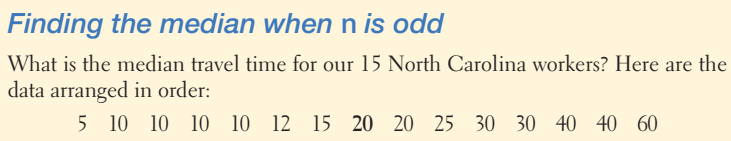 Finding the median when n is odd
What is the median travel time for our 15 North Carolina workers? Here are the
data arranged in order:
5 10 10 10 10 12 15 20 20 25 30 30 40 40 60